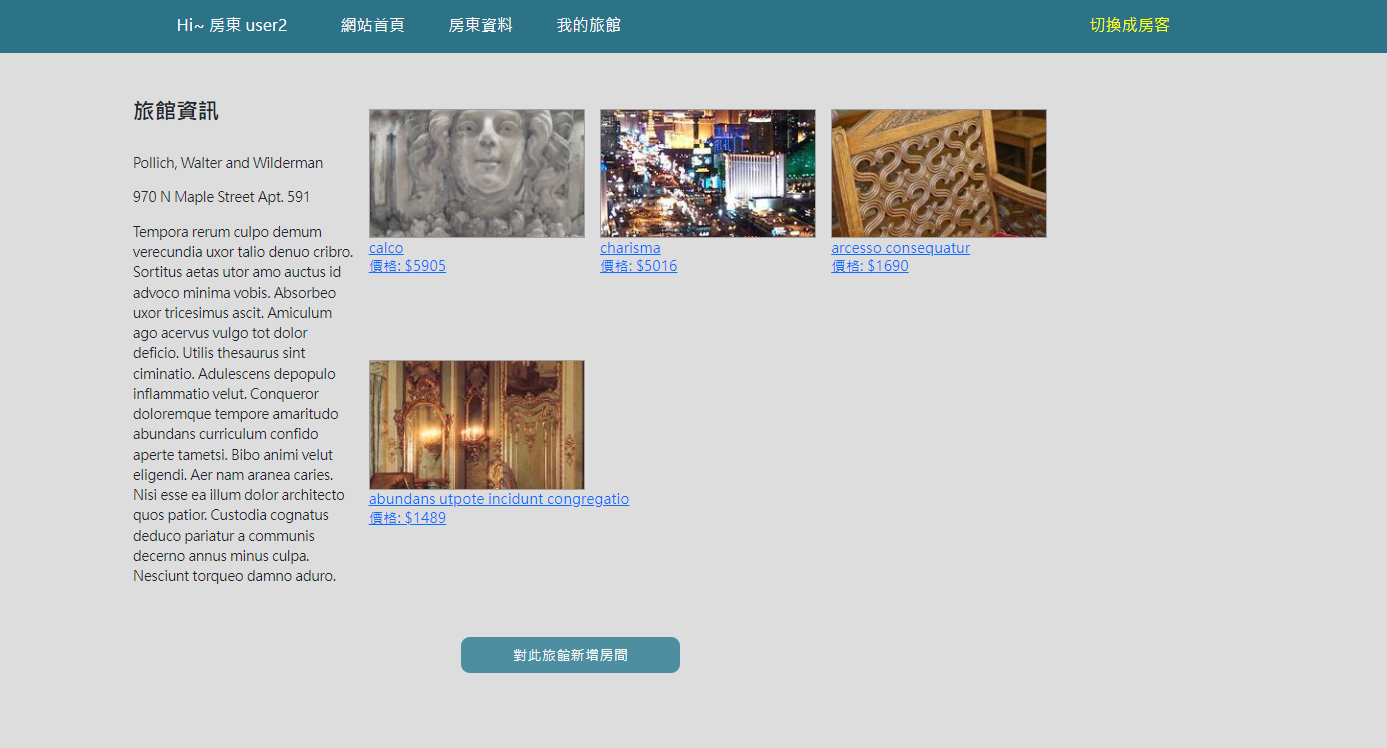 Hi~ 房東 user2
網站首頁
房東資料
我的旅館
切換成房客
旅館資訊
Pollich, Walter and Wilderman
970 N Maple Street Apt. 591
Tempora rerum culpo demum
verecundia uxor talio denuo cribro.
Sortitus aetas utor amo auctus id
advoco minima vobis. Absorbeo
uxor tricesimus ascit. Amiculum
ago acervus vulgo tot dolor
deficio. Utilis thesaurus sint
ciminatio. Adulescens depopulo
inflammatio velut. Conqueror
doloremque tempore amaritudo
abundans curriculum confido
aperte tametsi. Bibo animi velut
eligendi. Aer nam aranea caries.
Nisi esse ea illum dolor architecto
quos patior. Custodia cognatus
deduco pariatur a communis
decerno annus minus culpa.
Nesciunt torqueo damno aduro.
calco
價格: $5905
charisma
價格: $5016
arcesso consequatur
價格: $1690
abundans utpote incidunt congregatio
價格: $1489
對此旅館新增房間